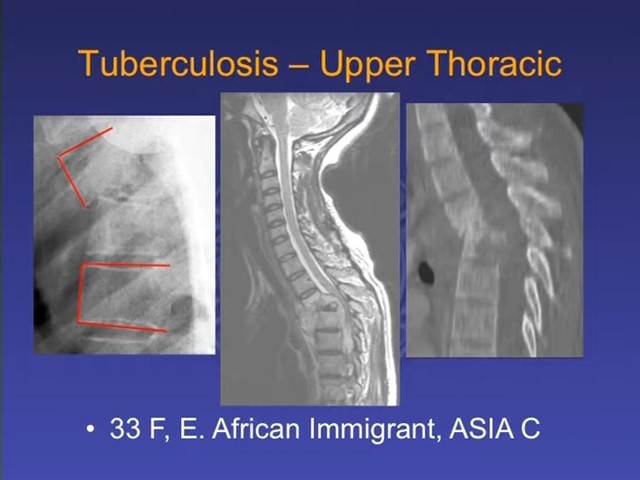 Tuberculosis – Upper Thoracic
• 33 F, E. African Immigrant, ASIA C